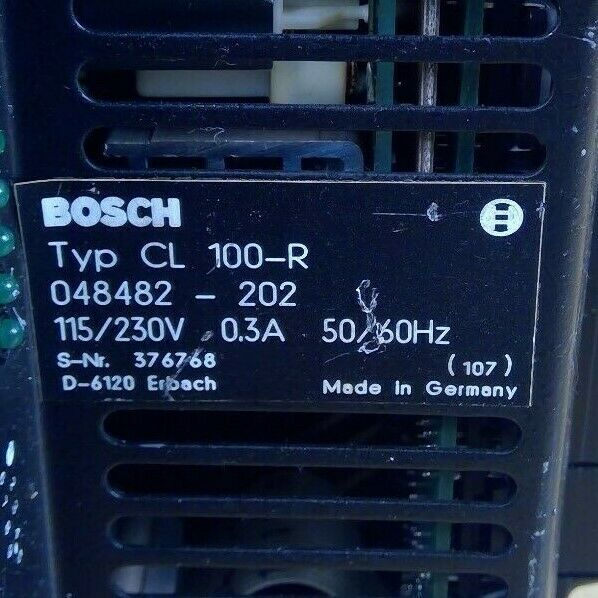 BOSCH
Typ CL 100-R
048482 - 202
115/230V 0.3A 50/60Hz
S-Nr. 376768 (107)
D-6120 Erbach Made in Germany